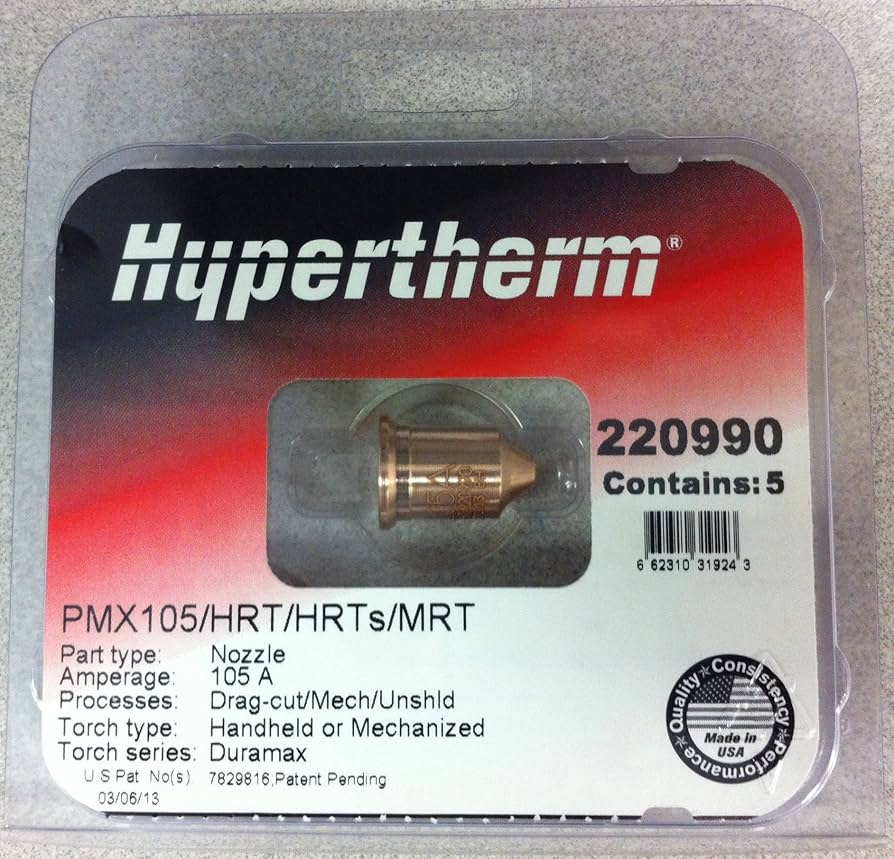 Hypertherm®
220990
Contains: 5
6 62310 31924 3
PMX105/HRT/HRTs/MRT
Part type: Nozzle
Amperage: 105 A
Processes: Drag-cut/Mech/Unshld
Torch type: Handheld or Mechanized
Torch series: Duramax
U S Pat No(s) 7829816,Patent Pending
03/06/13
Quality ★ Consistency ★ Performance ★
Made in
USA